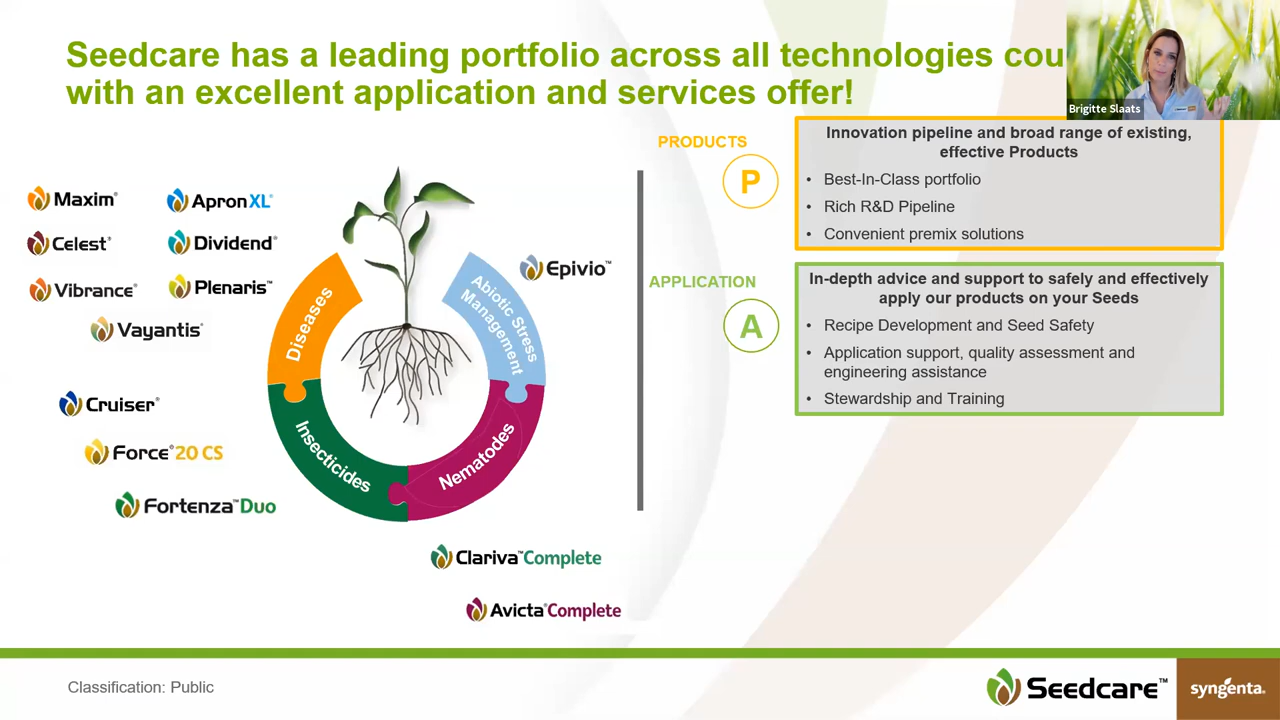 Seedcare has a leading portfolio across all technologies cou
with an excellent application and services offer!
Brigitte Slaats
PRODUCTS
P
Innovation pipeline and broad range of existing,
effective Products
• Best-In-Class portfolio
• Rich R&D Pipeline
• Convenient premix solutions
APPLICATION
A
In-depth advice and support to safely and effectively
apply our products on your Seeds
• Recipe Development and Seed Safety
• Application support, quality assessment and
engineering assistance
• Stewardship and Training
Maxim®
Apron XL®
Celest®
Dividend®
Vibrance®
Plenaris™
Vayantis®
Cruiser®
Force® 20 CS
Fortenza™ Duo
Diseases
Insecticides
Nematodes
Abiotic Stress
Management
Epivio™
Clariva™ Complete
Avicta® Complete
Classification: Public
Seedcare™
syngenta®